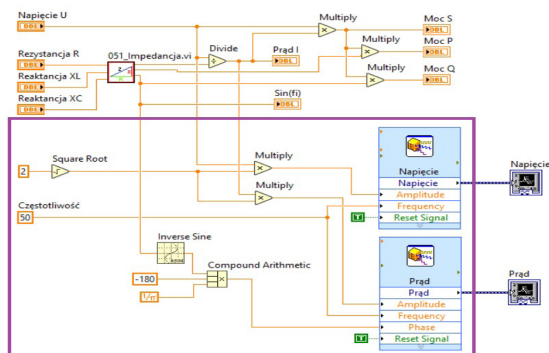 Napięcie U
DBL
Rezystancja R
DBL
Reaktancja XL
DBL
Reaktancja XC
DBL
051_Impedancja.vi
Z
Divide
Prąd I
DBL
Sin(fi)
DBL
Multiply
Multiply
Multiply
Moc S
DBL
Moc P
DBL
Moc Q
DBL
2
Square Root
Multiply
Multiply
Częstotliwość
50
Inverse Sine
-180
1/π
Compound Arithmetic
Napięcie
Napięcie
Amplitude
Frequency
T
Reset Signal
Napięcie
Prąd
Prąd
Amplitude
Frequency
Phase
T
Reset Signal
Prąd